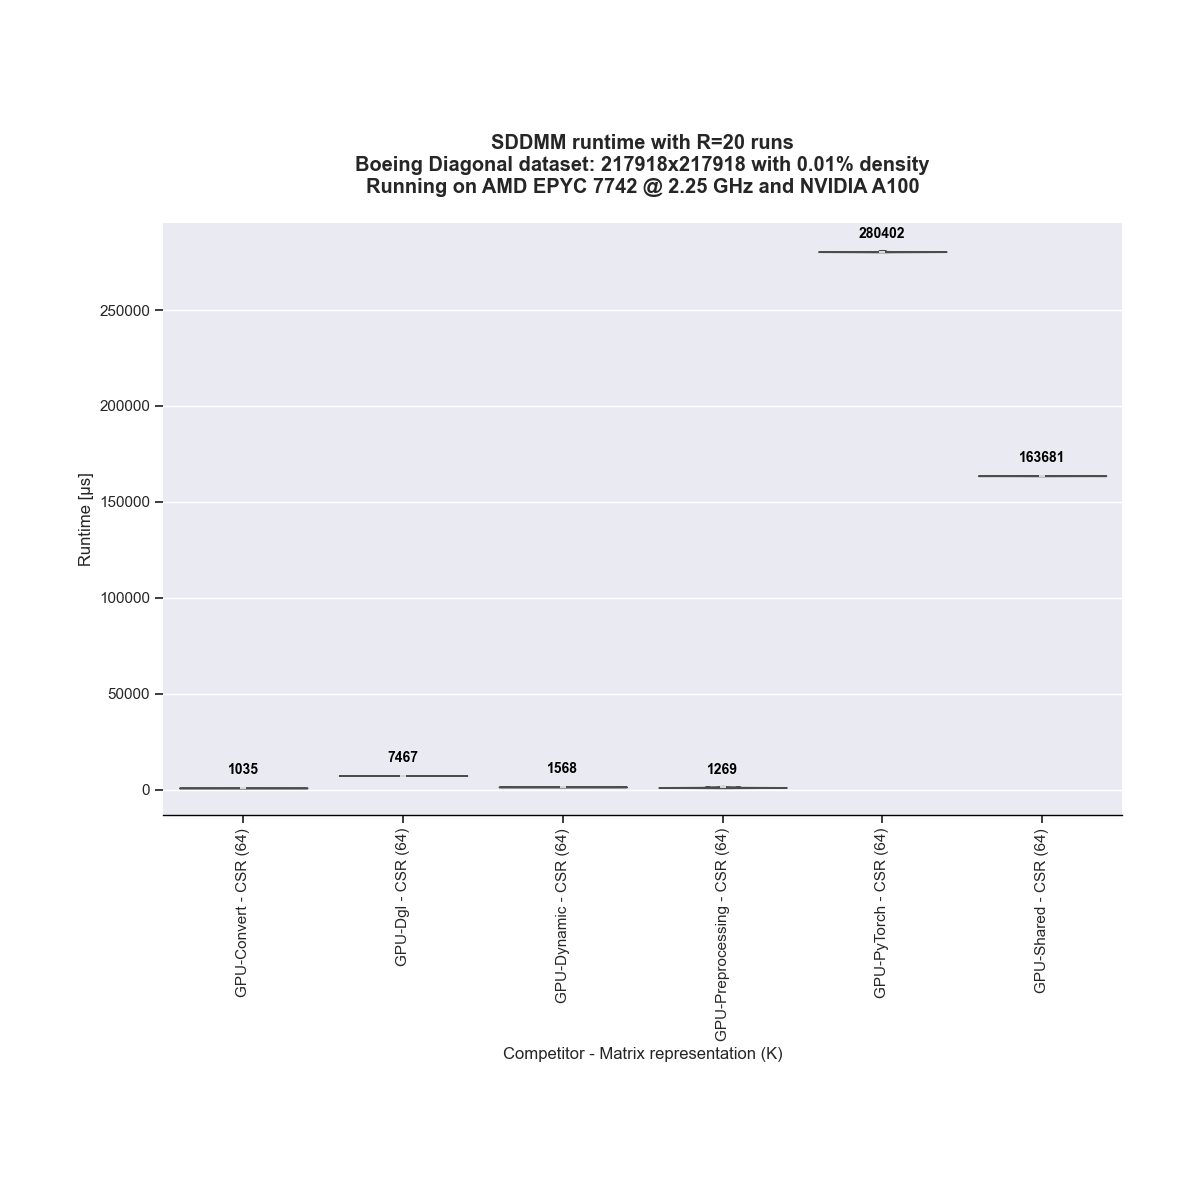 SDDMM runtime with R=20 runs
Boeing Diagonal dataset: 217918x217918 with 0.01% density
Running on AMD EPYC 7742 @ 2.25 GHz and NVIDIA A100
280402
250000
200000
163681
Runtime [µs]
150000
100000
50000
7467
1035
1568
1269
0
GPU-Convert - CSR (64)
GPU-Dgl - CSR (64)
GPU-Dynamic - CSR (64)
GPU-Preprocessing - CSR (64)
GPU-PyTorch - CSR (64)
GPU-Shared - CSR (64)
Competitor - Matrix representation (K)